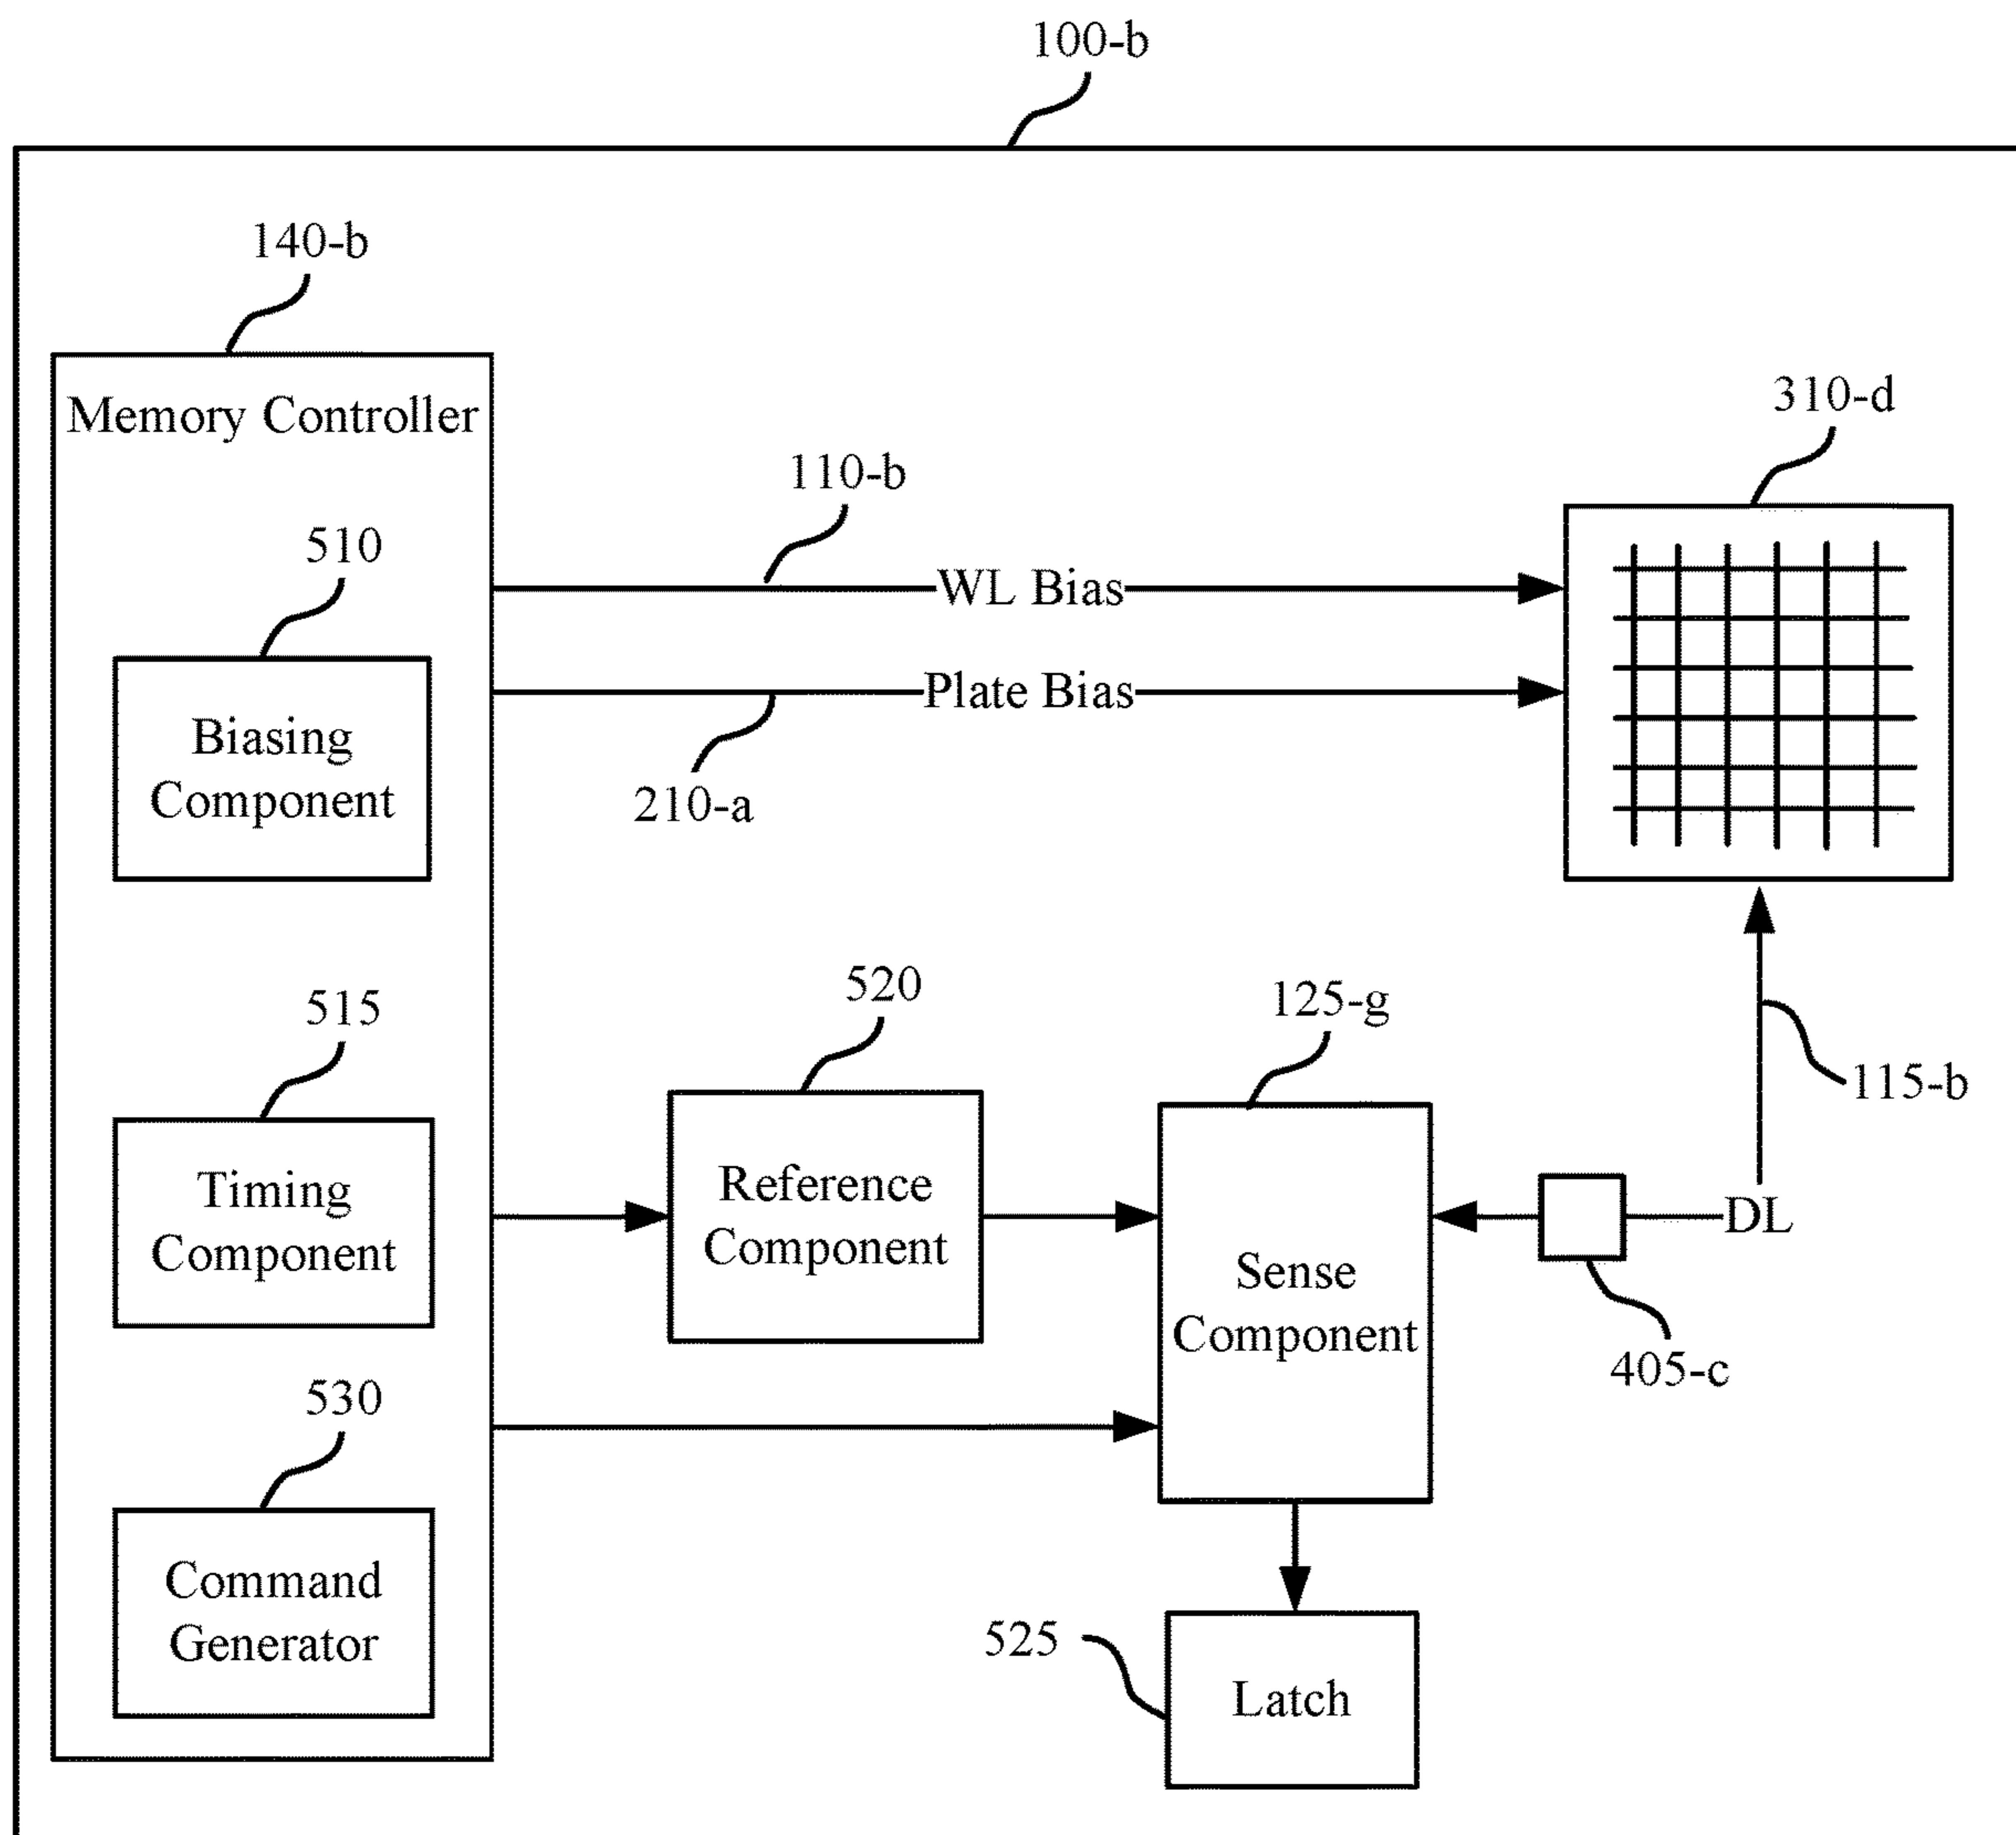 100-b
140-b
Memory Controller
310-d
110-b
510
WL Bias
Plate Bias
Biasing
Component
210-a
520
125-g
515
115-b
Timing
Component
Reference
Component
DL
Sense
Component
405-c
530
Command
Generator
525
Latch